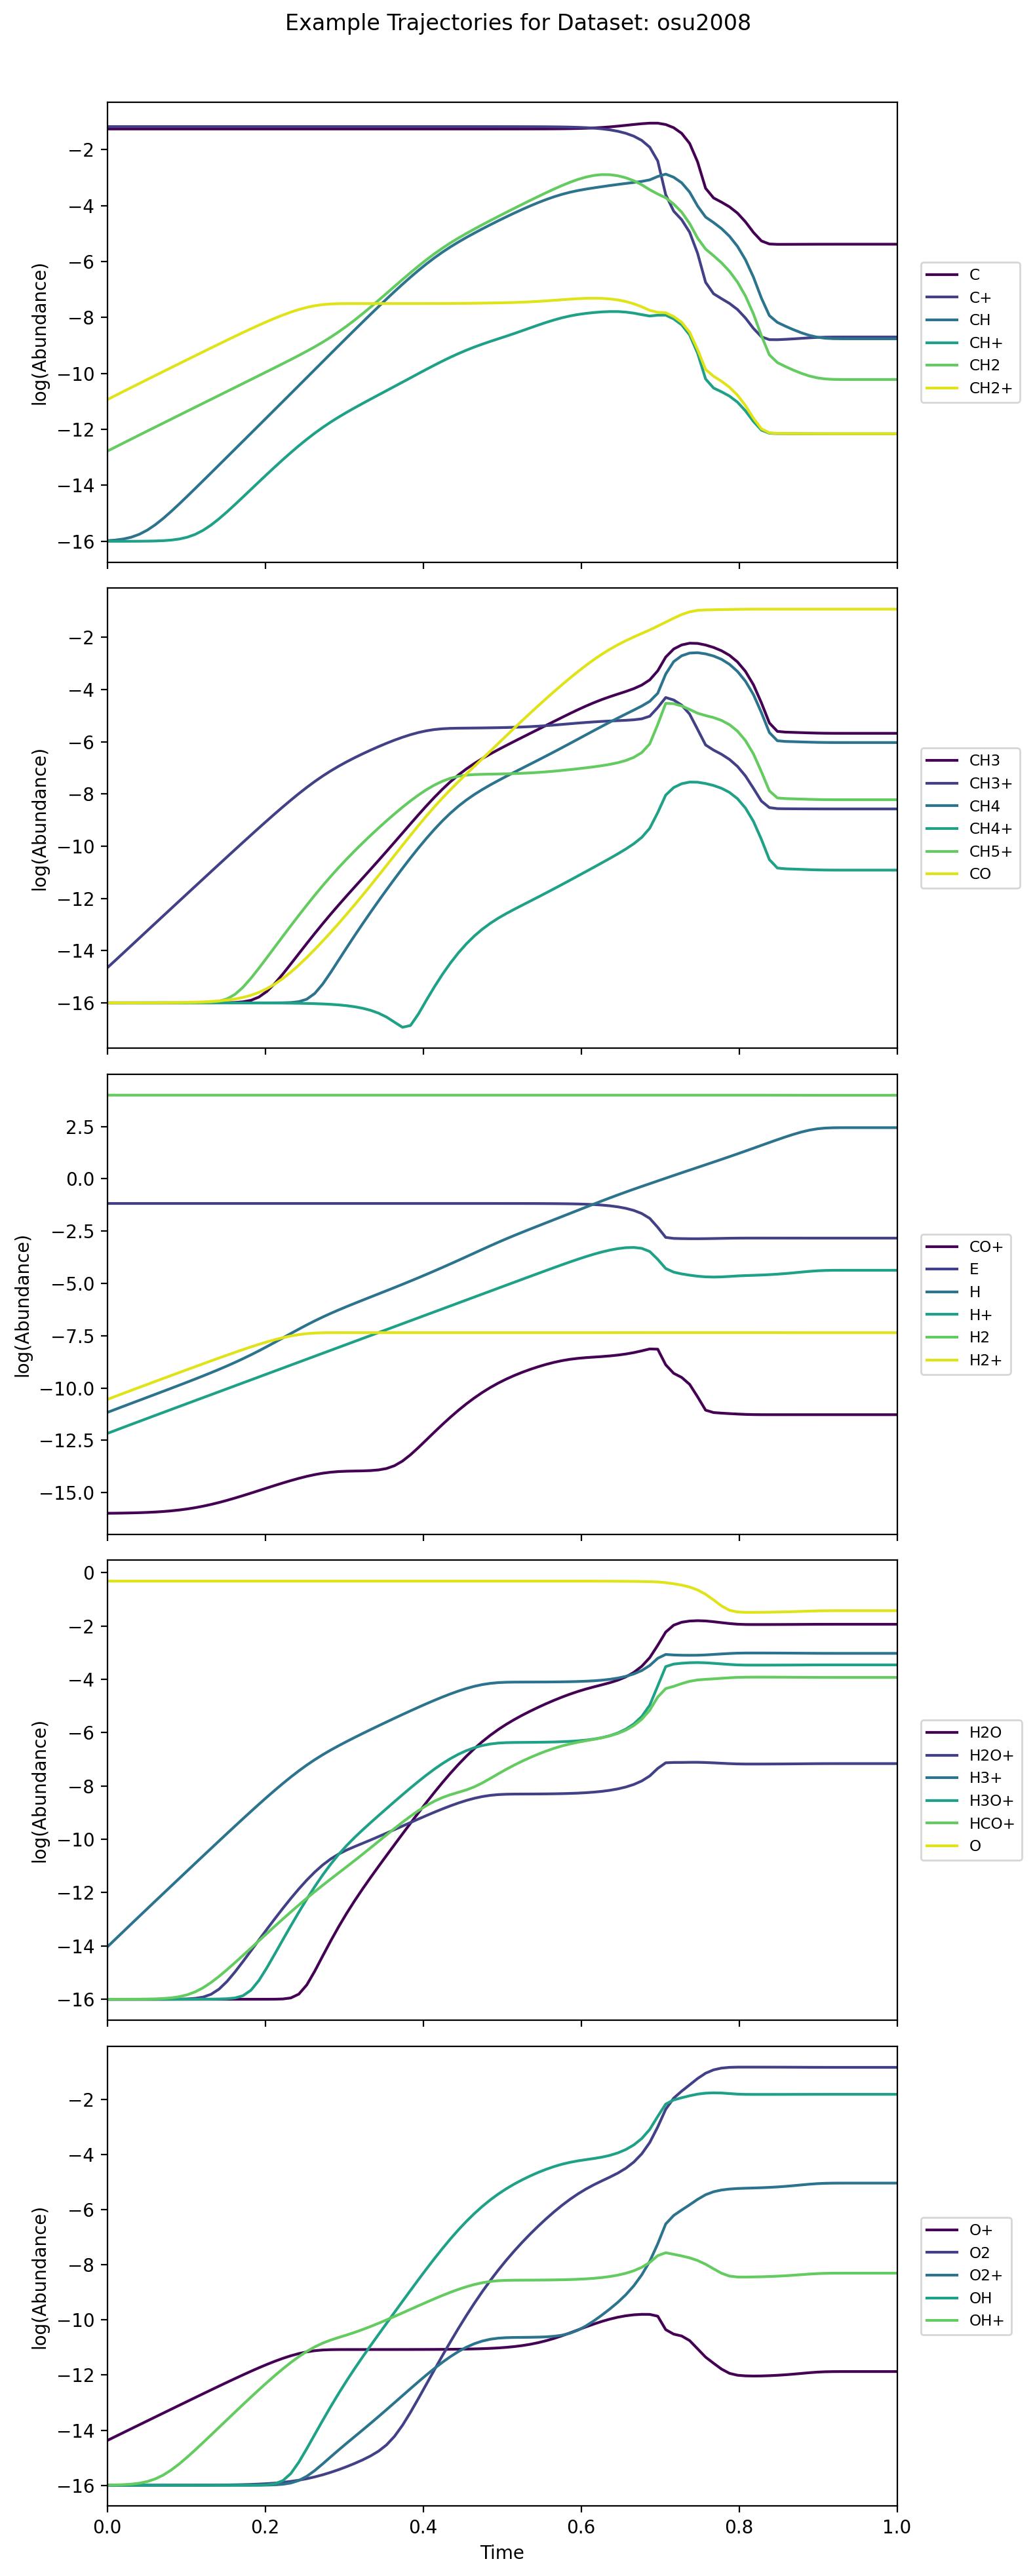 Example Trajectories for Dataset: osu2008
log(Abundance)
−2
−4
−6
−8
−10
−12
−14
−16
C
C+
CH
CH+
CH2
CH2+
log(Abundance)
−2
−4
−6
−8
−10
−12
−14
−16
CH3
CH3+
CH4
CH4+
CH5+
CO
log(Abundance)
2.5
0.0
−2.5
−5.0
−7.5
−10.0
−12.5
−15.0
CO+
E
H
H+
H2
H2+
log(Abundance)
0
−2
−4
−6
−8
−10
−12
−14
−16
H2O
H2O+
H3+
H3O+
HCO+
O
log(Abundance)
−2
−4
−6
−8
−10
−12
−14
−16
O+
O2
O2+
OH
OH+
0.0 0.2 0.4 0.6 0.8 1.0
Time